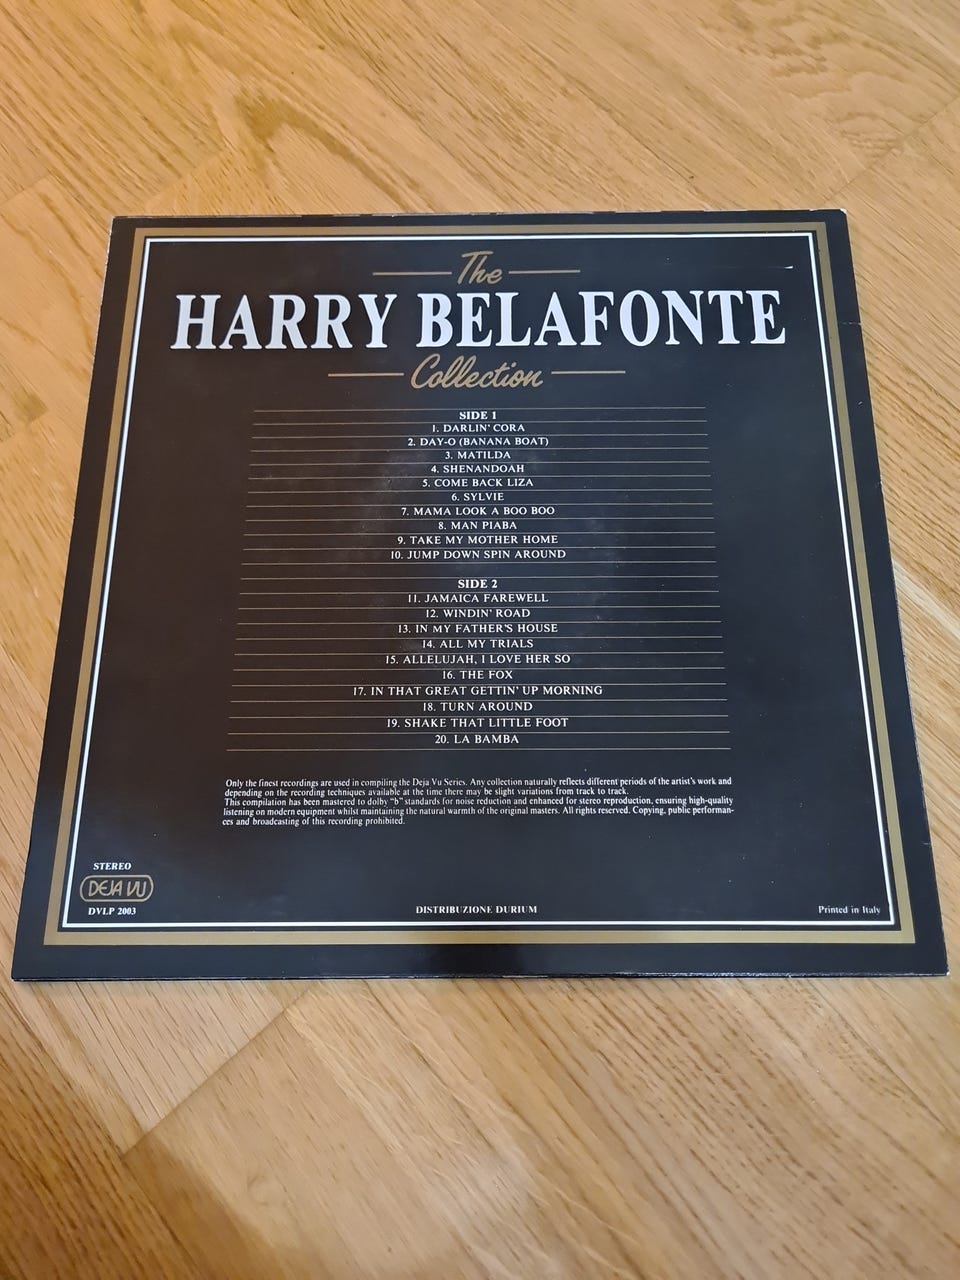 The
HARRY BELAFONTE
Collection
SIDE 1
1. DARLIN' CORA
2. DAY-O (BANANA BOAT)
3. MATILDA
4. SHENANDOAH
5. COME BACK LIZA
6. SYLVIE
7. MAMA LOOK A BOO BOO
8. MAN PIABA
9. TAKE MY MOTHER HOME
10. JUMP DOWN SPIN AROUND
SIDE 2
11. JAMAICA FAREWELL
12. WINDIN' ROAD
13. IN MY FATHER'S HOUSE
14. ALL MY TRIALS
15. ALLELUJAH, I LOVE HER SO
16. THE FOX
17. IN THAT GREAT GETTIN' UP MORNING
18. TURN AROUND
19. SHAKE THAT LITTLE FOOT
20. LA BAMBA
Only the finest recordings are used in compiling the Deja Vu Series. Any collection naturally reflects different periods of the artist's work and
depending on the recording techniques available at the time there may be slight variations from track to track.
This compilation has been mastered to dolby "b" standards for noise reduction and enhanced for stereo reproduction, ensuring high-quality
listening on modern equipment whilst maintaining the natural warmth of the original masters. All rights reserved. Copying, public performan-
ces and broadcasting of this recording prohibited.
STEREO
DEJA VU
DVLP 2003
DISTRIBUZIONE DURIUM
Printed in Italy